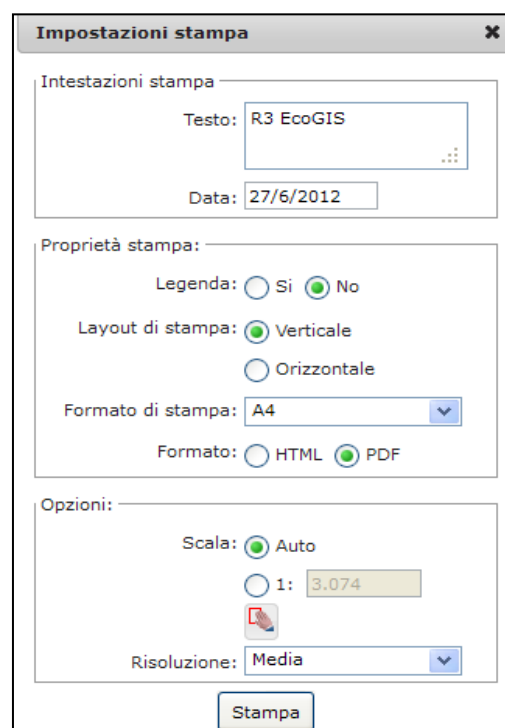 Impostazioni stampa
Intestazioni stampa
Testo: R3 EcoGIS
Data: 27/6/2012
Proprietà stampa:
Legenda: Si No
Layout di stampa: Verticale
Orizzontale
Formato di stampa: A4
Formato: HTML PDF
Opzioni:
Scala: Auto
1: 3.074
Risoluzione: Media
Stampa